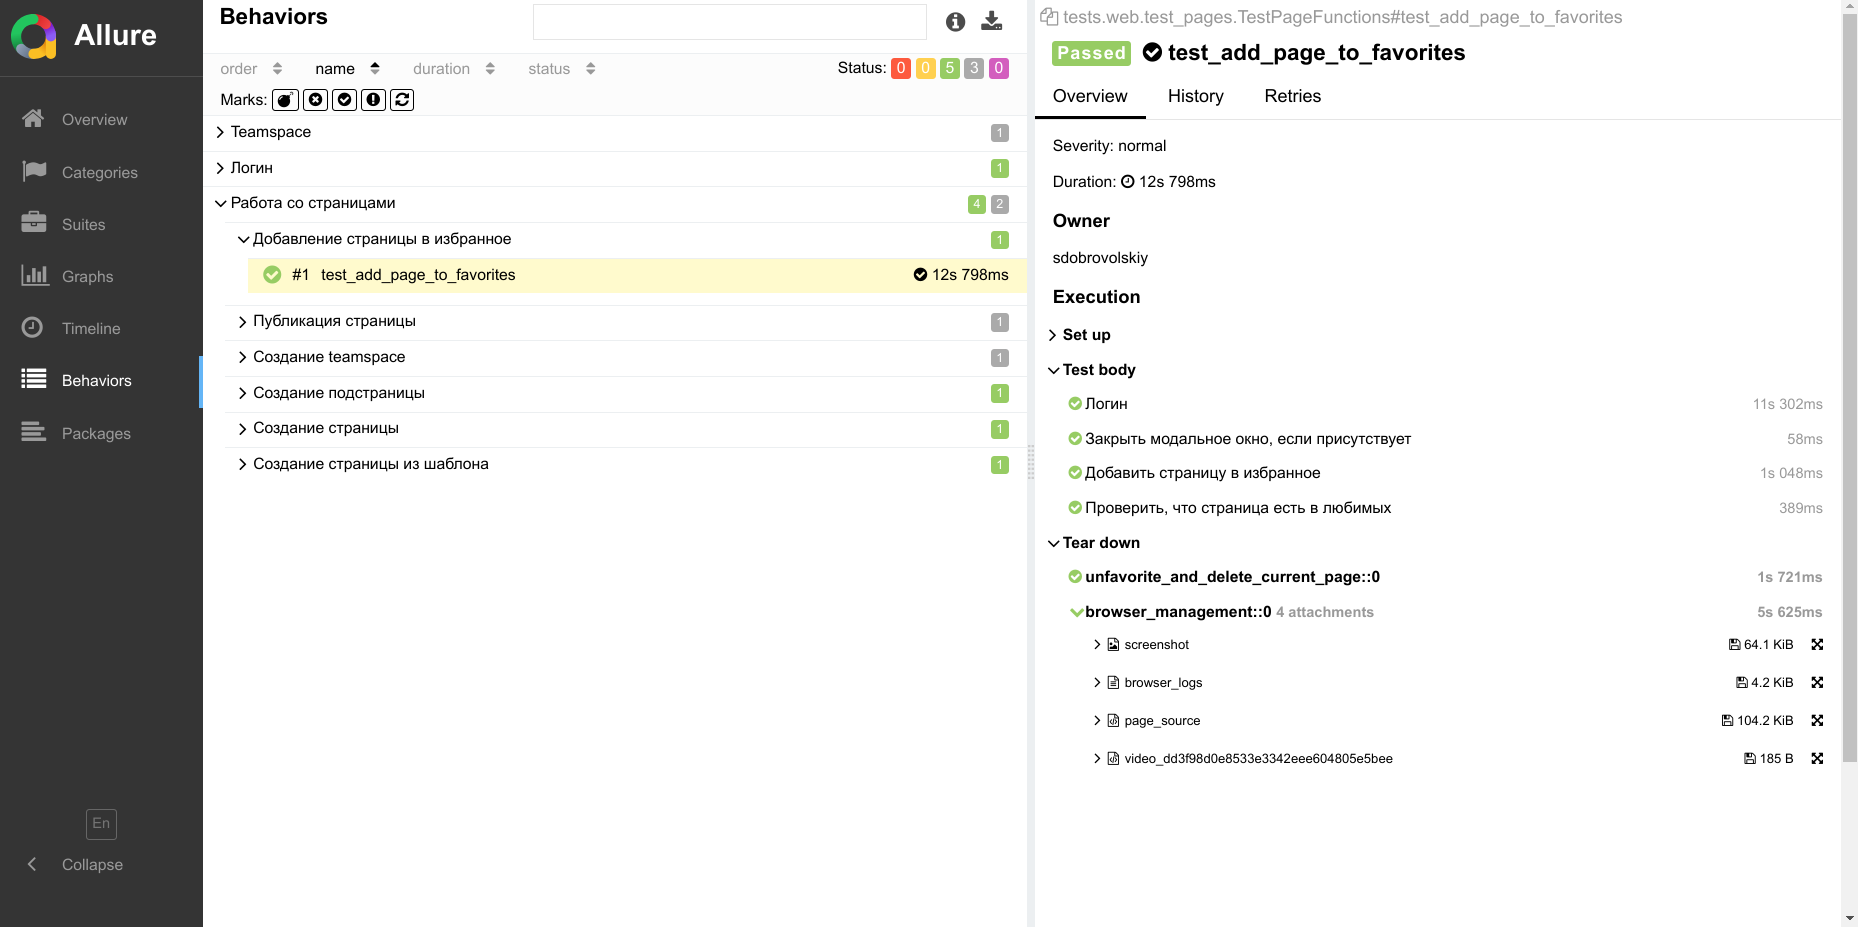 Allure
Overview
Categories
Suites
Graphs
Timeline
Behaviors
Packages
En
Collapse
Behaviors
order name duration status Status: 0 0 5 3 0
Marks:
Teamspace 1
Логин 1
Работа со страницами 4 2
Добавление страницы в избранное 1
#1 test_add_page_to_favorites 12s 798ms
Публикация страницы 1
Создание teamspace 1
Создание подстраницы 1
Создание страницы 1
Создание страницы из шаблона 1
tests.web.test_pages.TestPageFunctions#test_add_page_to_favorites
Passed test_add_page_to_favorites
Overview History Retries
Severity: normal
Duration: 12s 798ms
Owner
sdobrovolskiy
Execution
Set up
Test body
Логин 11s 302ms
Закрыть модальное окно, если присутствует 58ms
Добавить страницу в избранное 1s 048ms
Проверить, что страница есть в любимых 389ms
Tear down
unfavorite_and_delete_current_page::0 1s 721ms
browser_management::0 4 attachments 5s 625ms
screenshot 64.1 KiB
browser_logs 4.2 KiB
page_source 104.2 KiB
video_dd3f98d0e8533e3342eee604805e5bee 185 B